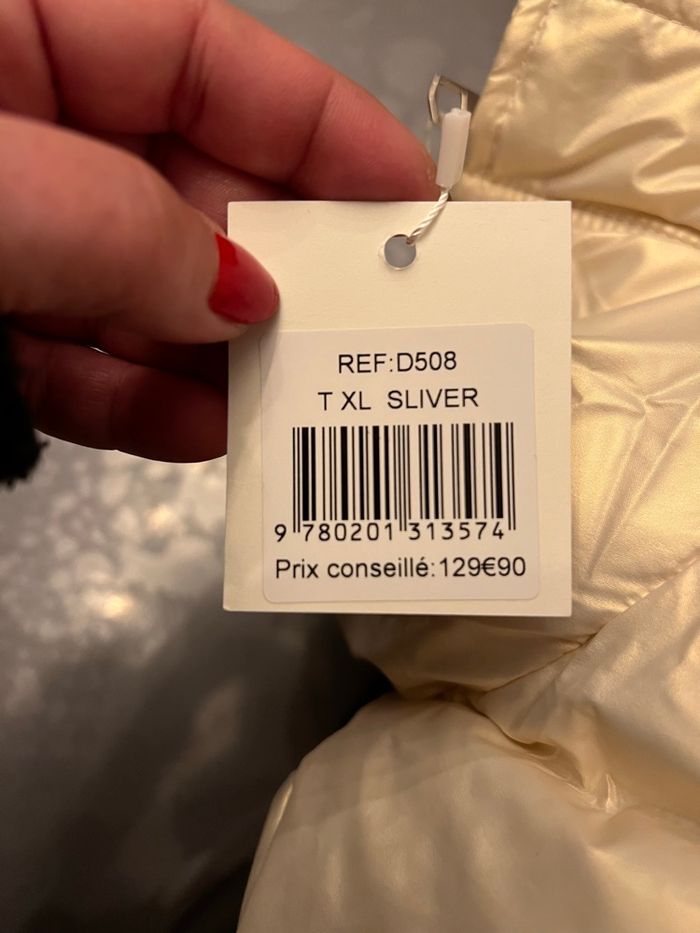 REF:D508
T XL SLIVER
9 780201 313574
Prix conseillé:129€90